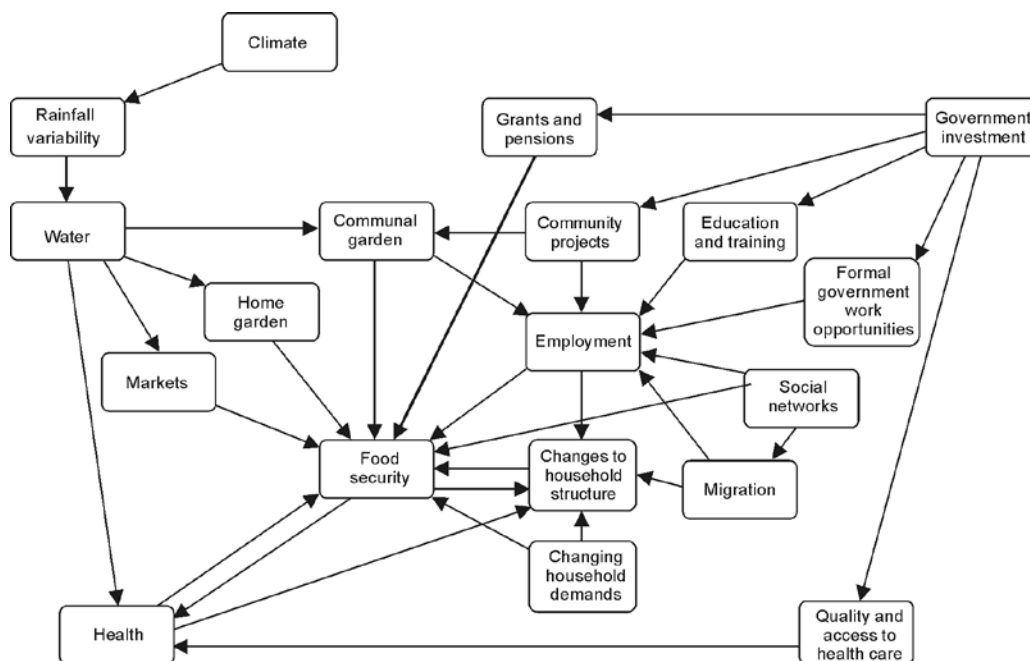 Climate
Rainfall
variability
Grants and
pensions
Government
investment
Water
Communal
garden
Community
projects
Education
and training
Home
garden
Formal
government
work
opportunities
Employment
Markets
Social
networks
Food
security
Changes to
household
structure
Migration
Changing
household
demands
Health
Quality and
access to
health care